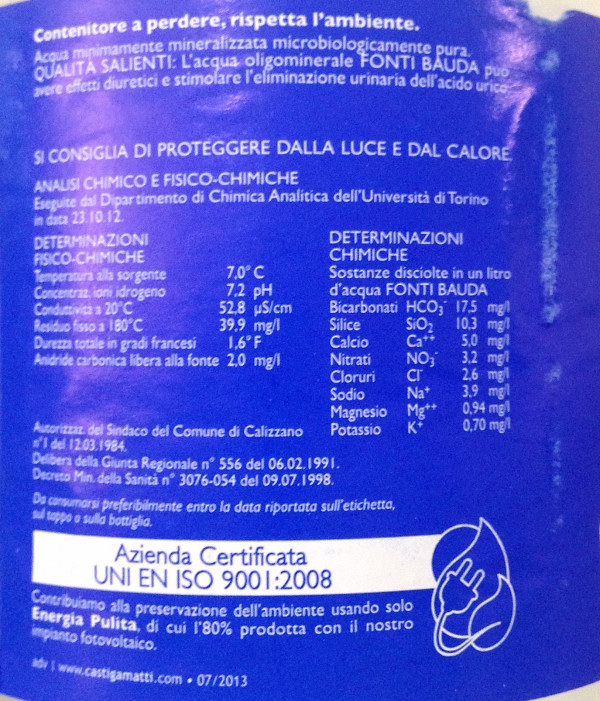 Contenitore a perdere, rispetta l'ambiente.
Acqua minimamente mineralizzata microbiologicamente pura.
QUALITÀ SALIENTI: L'acqua oligominerale FONTI BAUDA può
avere effetti diuretici e stimolare l'eliminazione urinaria dell'acido urico
SI CONSIGLIA DI PROTEGGERE DALLA LUCE E DAL CALORE.
ANALISI CHIMICO E FISICO-CHIMICHE
Eseguite dal Dipartimento di Chimica Analitica dell'Università di Torino
in data 23.10.12.
DETERMINAZIONI
FISICO-CHIMICHE
Temperatura alla sorgente 7,0° C
Concentraz. ioni idrogeno 7,2 pH
Conduttività a 20°C 52,8 µS/cm
Residuo fisso a 180°C 39,9 mg/l
Durezza totale in gradi francesi 1,6° F
Anidride carbonica libera alla fonte 2,0 mg/l
DETERMINAZIONI
CHIMICHE
Sostanze disciolte in un litro
d'acqua FONTI BAUDA
Bicarbonati HCO₃⁻ 17,5 mg/l
Silice SiO₂ 10,3 mg/l
Calcio Ca⁺⁺ 5,0 mg/l
Nitrati NO₃⁻ 3,2 mg/l
Cloruri Cl⁻ 2,6 mg/l
Sodio Na⁺ 3,9 mg/l
Magnesio Mg⁺⁺ 0,94 mg/l
Potassio K⁺ 0,70 mg/l
Autorizzaz. del Sindaco del Comune di Calizzano
n°1 del 12.03.1984.
Delibera della Giunta Regionale n° 556 del 06.02.1991.
Decreto Min. della Sanità n° 3076-054 del 09.07.1998.
Da consumarsi preferibilmente entro la data riportata sull'etichetta,
sul tappo o sulla bottiglia.
Azienda Certificata
UNI EN ISO 9001:2008
Contribuiamo alla preservazione dell'ambiente usando solo
Energia Pulita, di cui l'80% prodotta con il nostro
impianto fotovoltaico.
adv | www.castigamatti.com • 07/2013